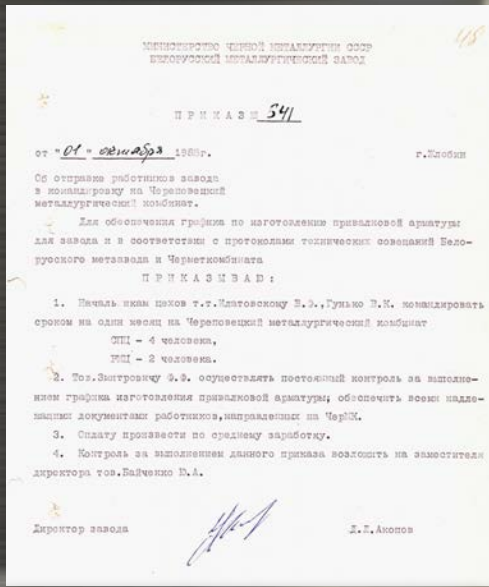 45
МИНИСТЕРСТВО ЧЕРНОЙ МЕТАЛЛУРГИИ СССР
БЕЛОРУССКИЙ МЕТАЛЛУРГИЧЕСКИЙ ЗАВОД
П Р И К А З № 541
от "01" октября 1985г. г.Жлобин
Об отправке работников завода
в командировку на Череповецкий
металлургический комбинат.
Для обеспечения графика по изготовлению привалковой арматуры
для завода и в соответствии с протоколами технических совещаний Бело-
русского метзавода и Черметкомбината
П Р И К А З Ы В А Ю :
1. Началь никам цехов т.т. В.Э.,Гунько В.К. командировать
сроком на один месяц на Череповецкий металлургический комбинат
СПЦ – 4 человека,
РМЦ – 2 человека.
2. Тов.Змитровичу Ф.Ф. осуществлять постоянный контроль за выполне-
нием графика изготовления привалковой арматуры; обеспечить всеми надле-
жащими документами работников,направленных на ЧерМК.
3. Оплату произвести по среднему заработку.
4. Контроль за выполнением данного приказа возложить на заместителя
директора тов.Байченко Ю.А.
Директор завода Л.Л.Акопов